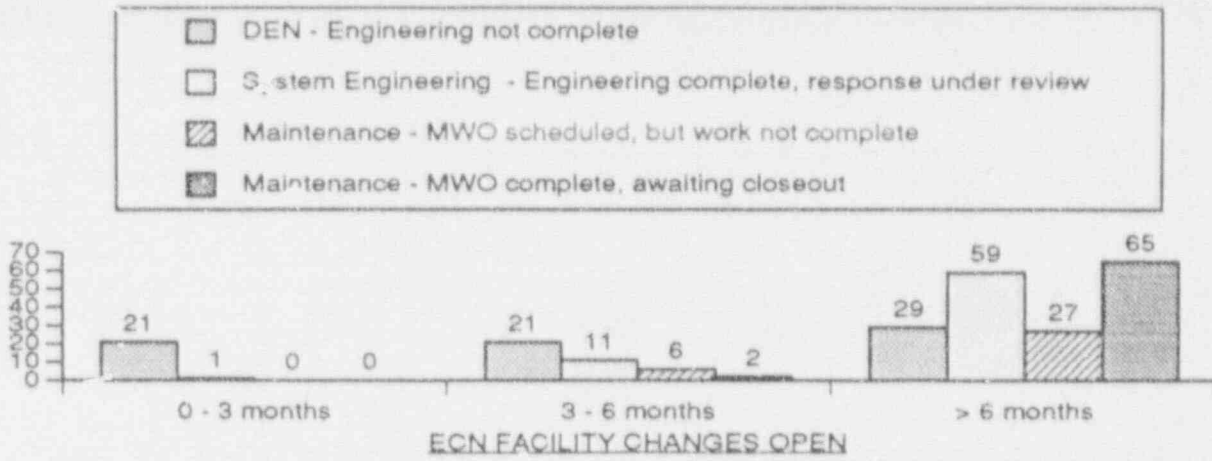 DEN - Engineering not complete
S stem Engineering - Engineering complete, response under review
Maintenance - MWO scheduled, but work not complete
Maintenance - MWO complete, awaiting closeout
70
60
50
40
30
20
10
0
21 1 0 0
21 11 6 2
29 59 27 65
0 - 3 months 3 - 6 months > 6 months
ECN FACILITY CHANGES OPEN